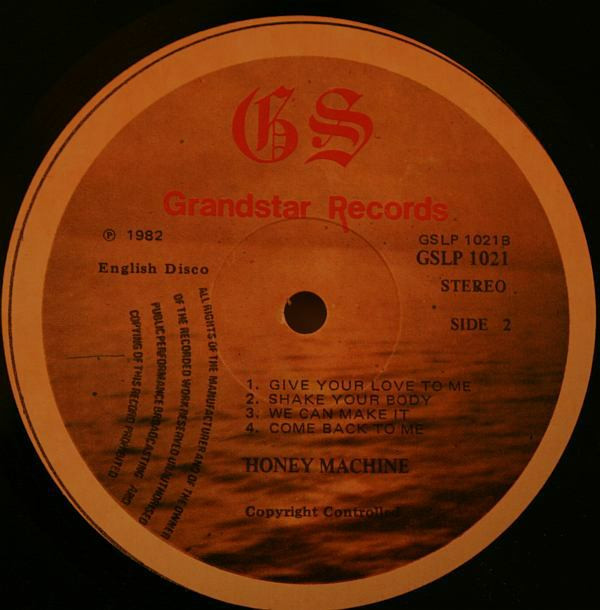 GS
Grandstar Records
℗ 1982
GSLP 1021B
GSLP 1021
English Disco
STEREO
SIDE 2
ALL RIGHTS OF THE MANUFACTURER AND OF THE OWNER
OF THE RECORDED WORK RESERVED UNAUTHORISED
PUBLIC PERFORMANCE BROADCASTING AND
COPYING OF THIS RECORD PROHIBITED
1. GIVE YOUR LOVE TO ME
2. SHAKE YOUR BODY
3. WE CAN MAKE IT
4. COME BACK TO ME
HONEY MACHINE
Copyright Controlled